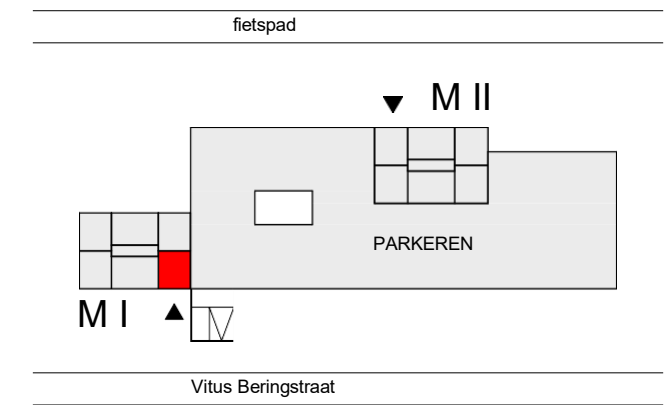 fietspad
M II
PARKEREN
M I
Vitus Beringstraat